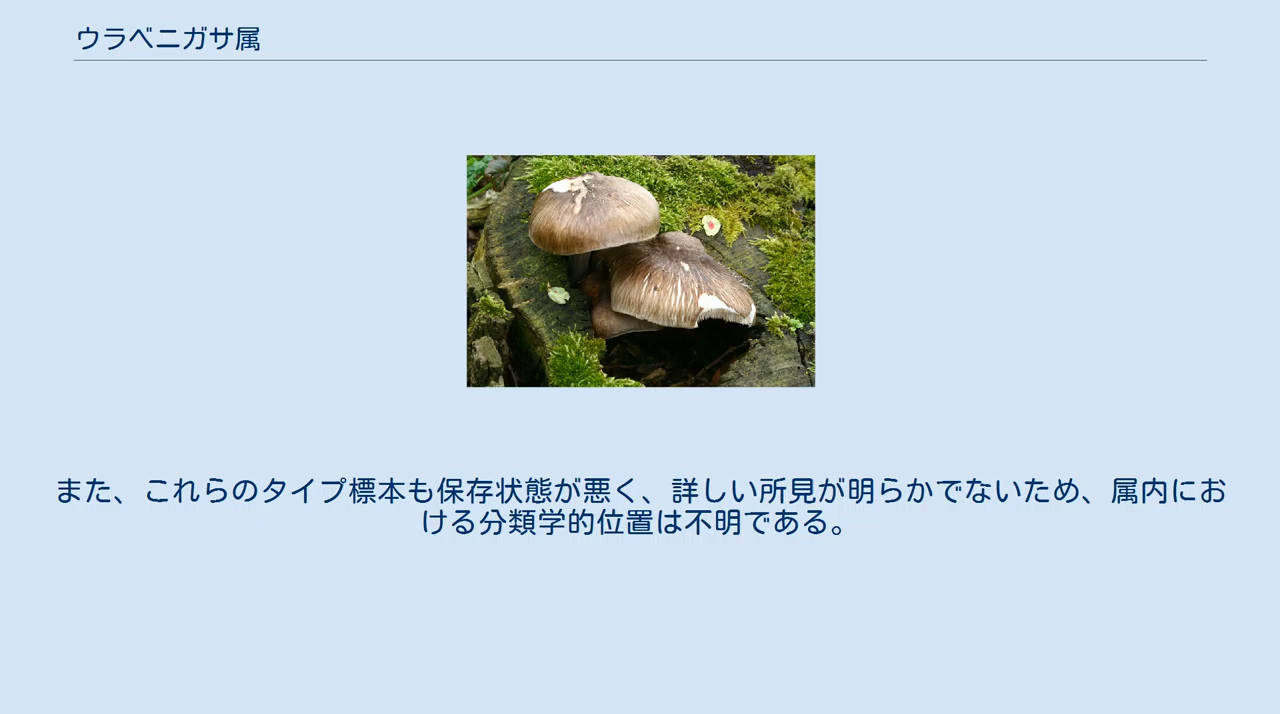 ウラベニガサ属
また、これらのタイプ標本も保存状態が悪く、詳しい所見が明らかでないため、属内にお
ける分類学的位置は不明である。